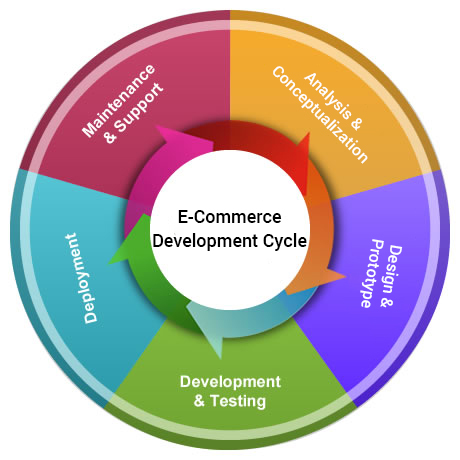 E-Commerce
Development Cycle
Analysis &
Conceptualization
Design &
Prototype
Development
& Testing
Deployment
Maintenance
& Support